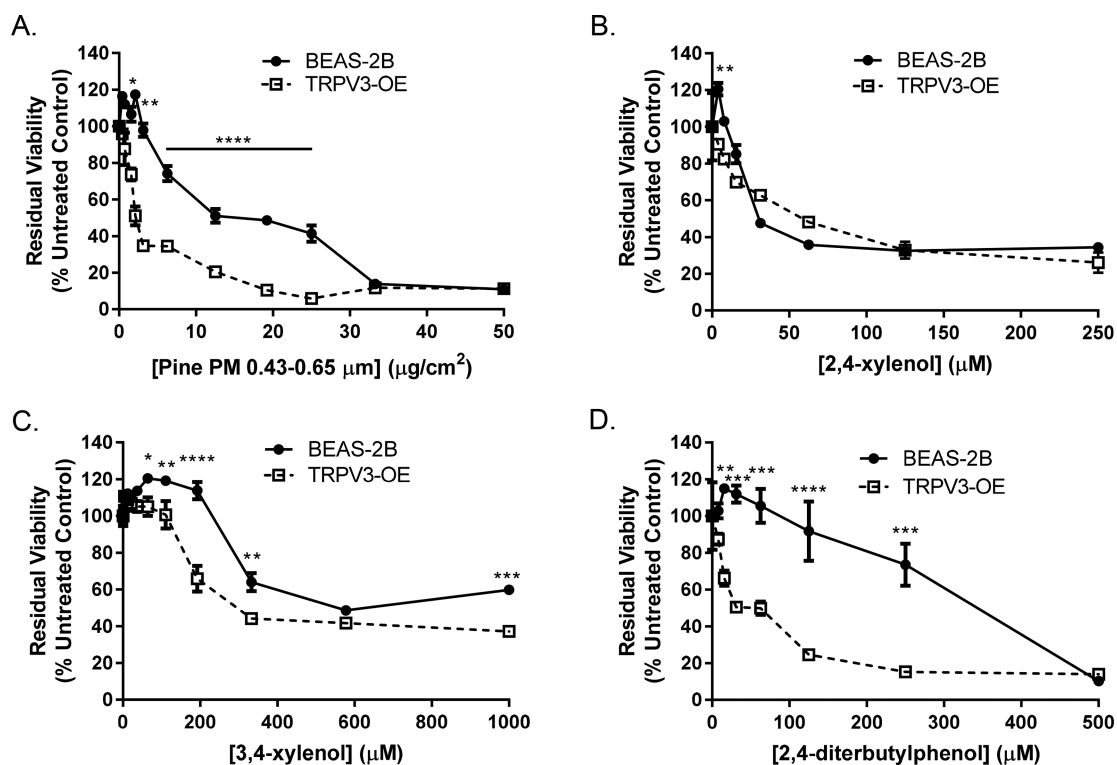 A.
BEAS-2B
TRPV3-OE
* ** ****
140
120
100
80
60
40
20
0
0 10 20 30 40 50
Residual Viability
(% Untreated Control)
[Pine PM 0.43-0.65 μm] (μg/cm²)
B.
BEAS-2B
TRPV3-OE
**
140
120
100
80
60
40
20
0
0 50 100 150 200 250
Residual Viability
(% Untreated Control)
[2,4-xylenol] (μM)
C.
BEAS-2B
TRPV3-OE
* ** **** ** ***
140
120
100
80
60
40
20
0
0 200 400 600 800 1000
Residual Viability
(% Untreated Control)
[3,4-xylenol] (μM)
D.
BEAS-2B
TRPV3-OE
** *** *** **** ***
140
120
100
80
60
40
20
0
0 100 200 300 400 500
Residual Viability
(% Untreated Control)
[2,4-diterbutylphenol] (μM)